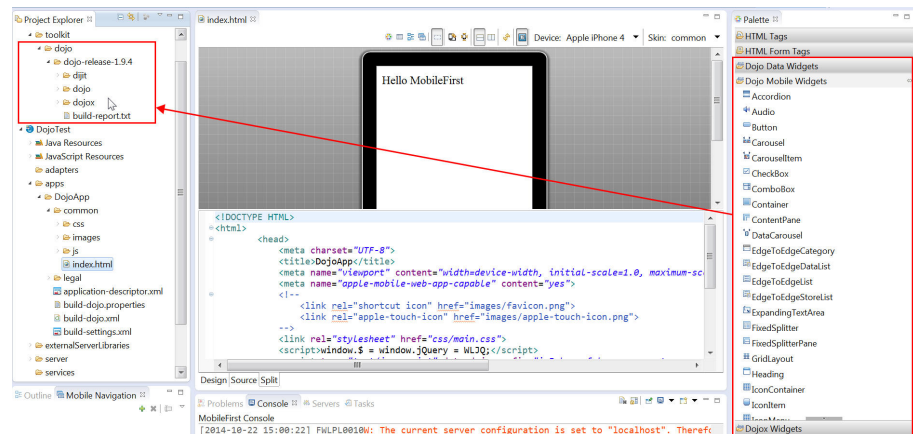 Project Explorer
toolkit
dojo
dojo-release-1.9.4
dijit
dojo
dojox
build-report.txt
DojoTest
Java Resources
JavaScript Resources
adapters
apps
DojoApp
common
css
images
js
index.html
legal
application-descriptor.xml
build-dojo.properties
build-dojo.xml
build-settings.xml
externalServerLibraries
server
services
Outline Mobile Navigation
index.html
Device: Apple iPhone 4 Skin: common
Hello MobileFirst
<!DOCTYPE HTML>
<html>
<head>
<meta charset="UTF-8">
<title>DojoApp</title>
<meta name="viewport" content="width=device-width, initial-scale=1.0, maximum-sc
<meta name="apple-mobile-web-app-capable" content="yes">
<!--
<link rel="shortcut icon" href="images/favicon.png">
<link rel="apple-touch-icon" href="images/apple-touch-icon.png">
-->
<link rel="stylesheet" href="css/main.css">
<script>window.$ = window.jQuery = WLJQ;</script>
Design Source Split
Problems Console Servers Tasks
MobileFirst Console
[2014-10-22 15:00:22] FWLPL0010W: The current server configuration is set to "localhost". Therefo
Palette
HTML Tags
HTML Form Tags
Dojo Data Widgets
Dojo Mobile Widgets
Accordion
Audio
Button
Carousel
CarouselItem
CheckBox
ComboBox
Container
ContentPane
DataCarousel
EdgeToEdgeCategory
EdgeToEdgeDataList
EdgeToEdgeList
EdgeToEdgeStoreList
ExpandingTextArea
FixedSplitter
FixedSplitterPane
GridLayout
Heading
IconContainer
IconItem
IconMenu
Dojox Widgets